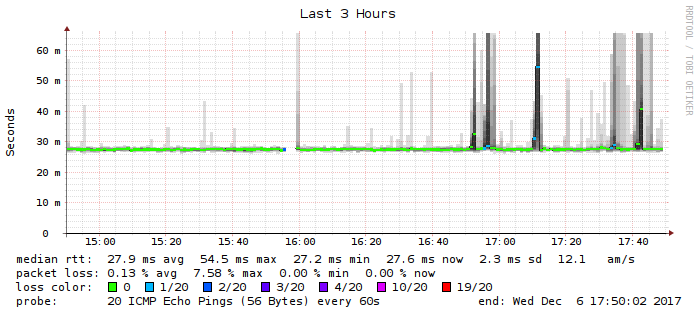 Last 3 Hours
RRDTOOL / TOBI OETIKER
Seconds
60 m
50 m
40 m
30 m
20 m
10 m
0
15:00 15:20 15:40 16:00 16:20 16:40 17:00 17:20 17:40
median rtt: 27.9 ms avg 54.5 ms max 27.2 ms min 27.6 ms now 2.3 ms sd 12.1 am/s
packet loss: 0.13 % avg 7.58 % max 0.00 % min 0.00 % now
loss color: 0 1/20 2/20 3/20 4/20 10/20 19/20
probe: 20 ICMP Echo Pings (56 Bytes) every 60s end: Wed Dec 6 17:50:02 2017